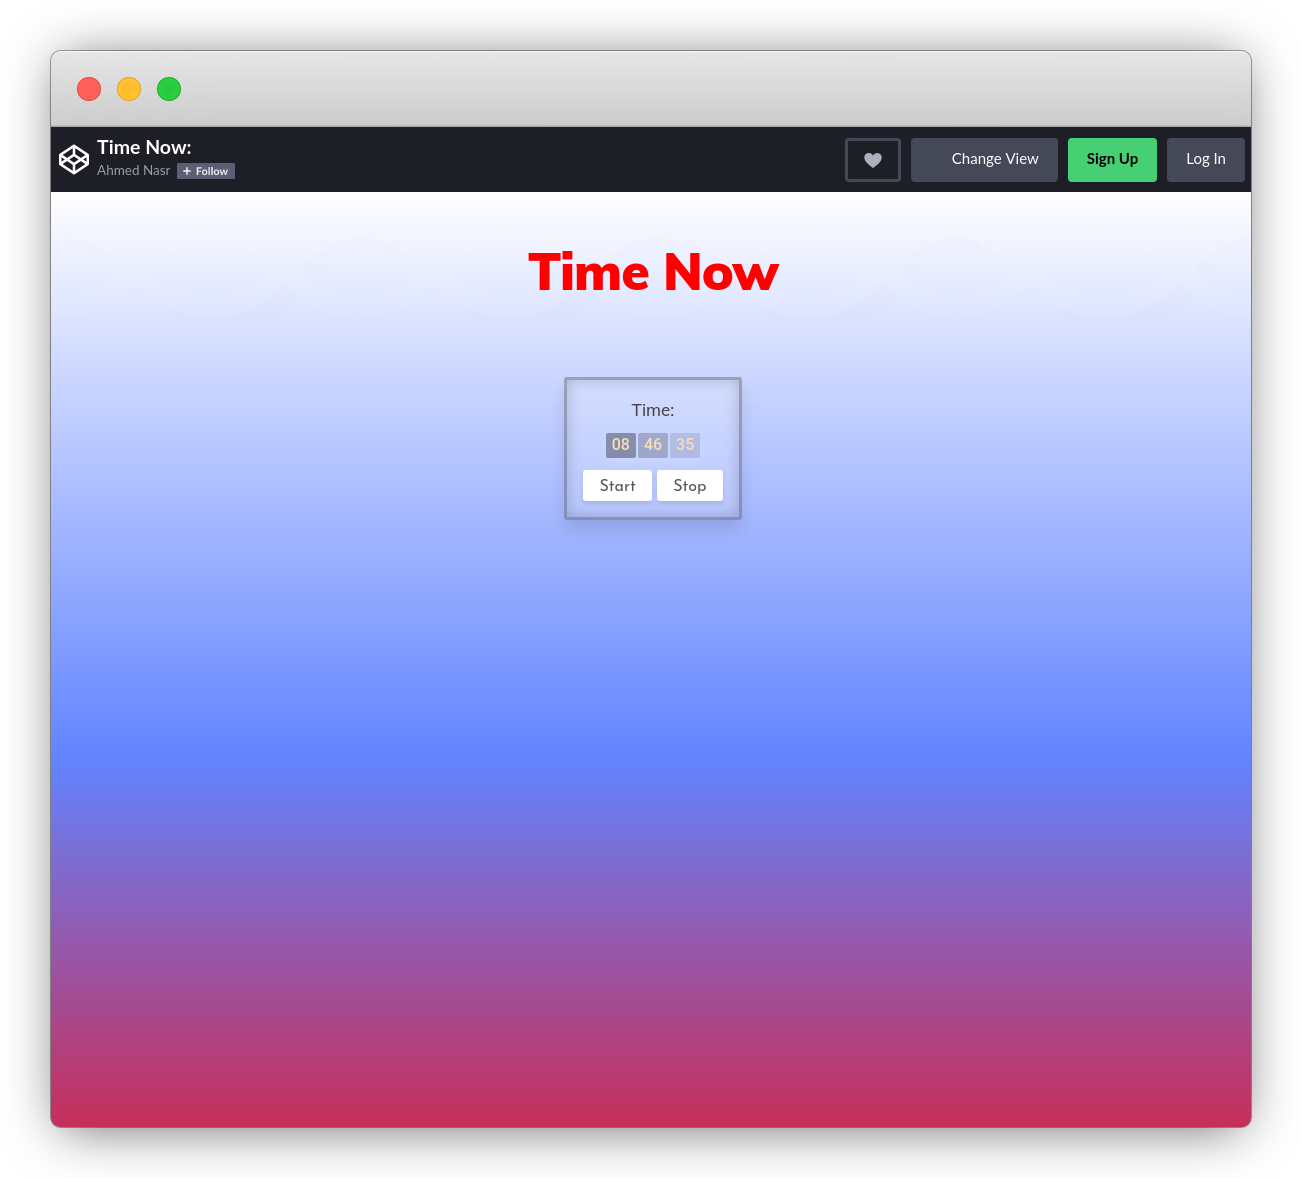 Time Now:
Ahmed Nasr + Follow
Change View
Sign Up
Log In
Time Now
Time:
08 46 35
Start Stop